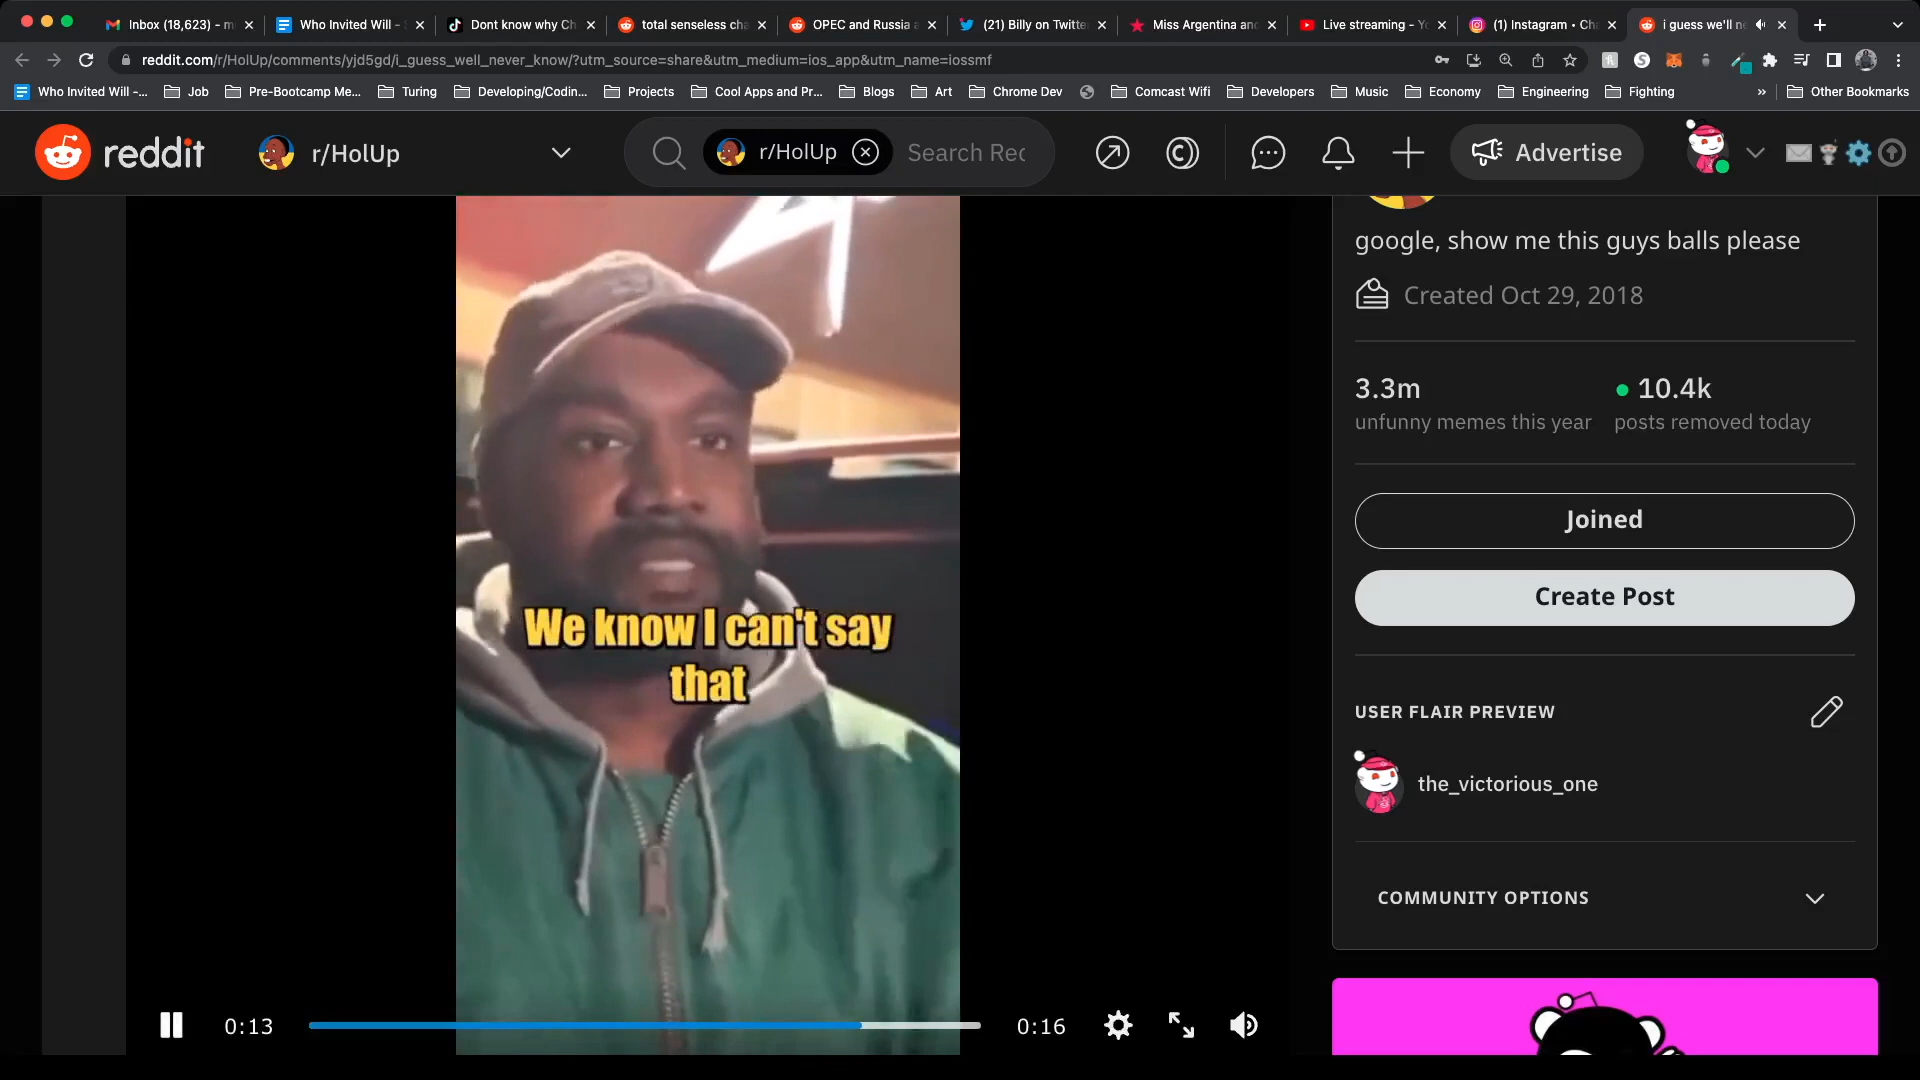 Inbox (18,623) - m
Who Invited Will -
Dont know why Ch
total senseless cha
OPEC and Russia a
(21) Billy on Twitte
Miss Argentina and
Live streaming - Yo
(1) Instagram • Cha
i guess we'll ne
reddit.com/r/HolUp/comments/yjd5gd/i_guess_well_never_know/?utm_source=share&utm_medium=ios_app&utm_name=iossmf
Who Invited Will -...
Job
Pre-Bootcamp Me...
Turing
Developing/Codin...
Projects
Cool Apps and Pr...
Blogs
Art
Chrome Dev
Comcast Wifi
Developers
Music
Economy
Engineering
Fighting
»
Other Bookmarks
reddit
r/HolUp
r/HolUp
Search Rec
Advertise
google, show me this guys balls please
Created Oct 29, 2018
3.3m
10.4k
unfunny memes this year
posts removed today
Joined
Create Post
We know I can't say
that
USER FLAIR PREVIEW
the_victorious_one
COMMUNITY OPTIONS
0:13
0:16